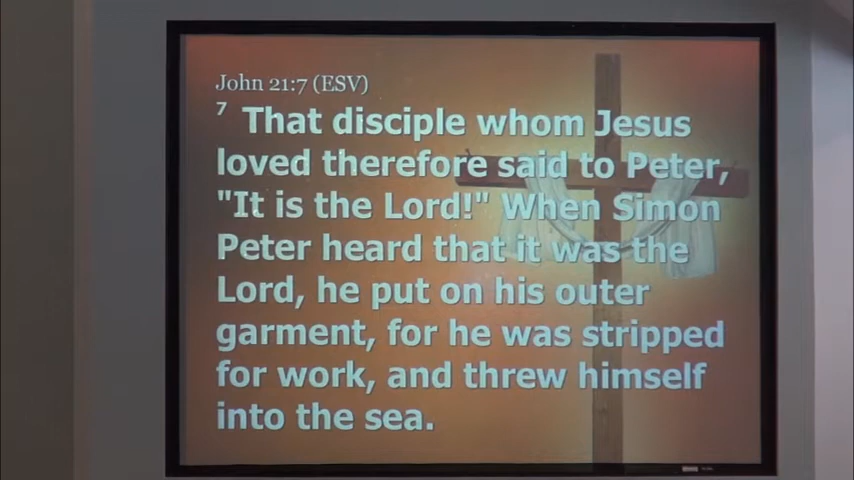 John 21:7 (ESV)
7 That disciple whom Jesus
loved therefore said to Peter,
"It is the Lord!" When Simon
Peter heard that it was the
Lord, he put on his outer
garment, for he was stripped
for work, and threw himself
into the sea.